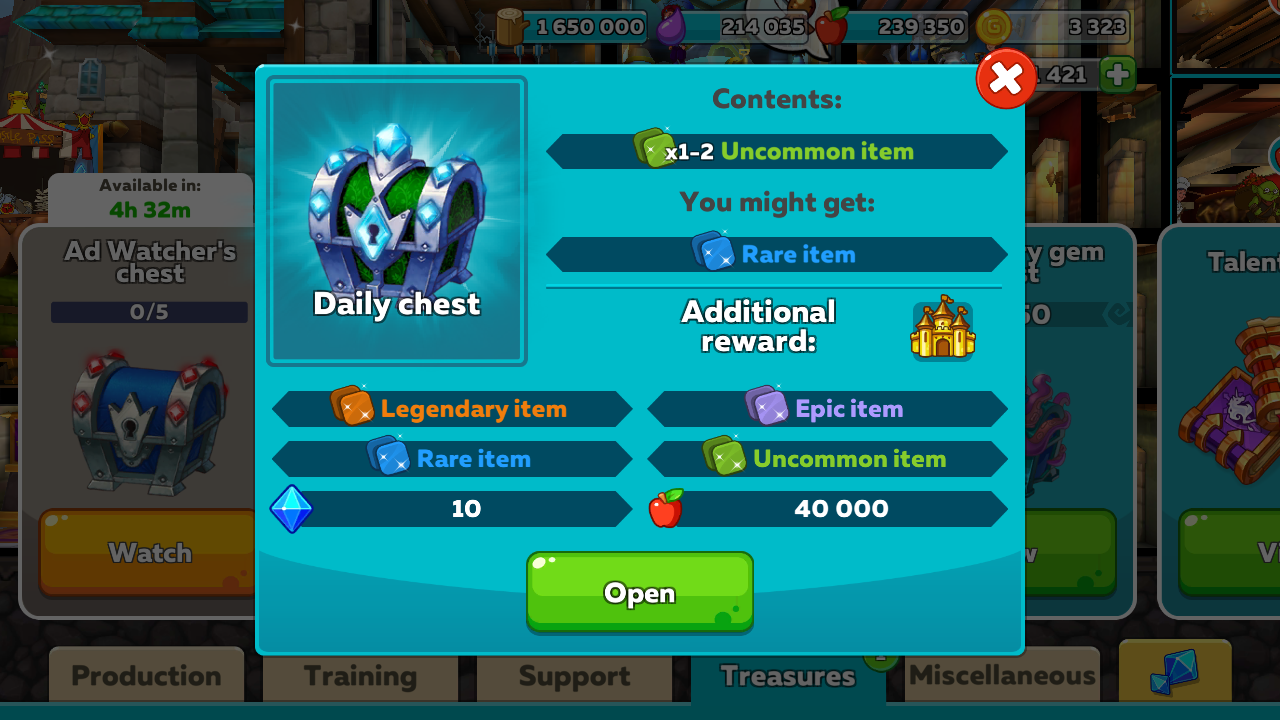 1 650 000
214 035
239 350
3 323
1 421
Contents:
x1-2 Uncommon item
You might get:
Rare item
Daily chest
Additional
reward:
Legendary item
Epic item
Rare item
Uncommon item
10
40 000
Open
Available in:
4h 32m
Ad Watcher's
chest
0/5
Watch
gem
Talent
Production
Training
Support
Treasures
Miscellaneous